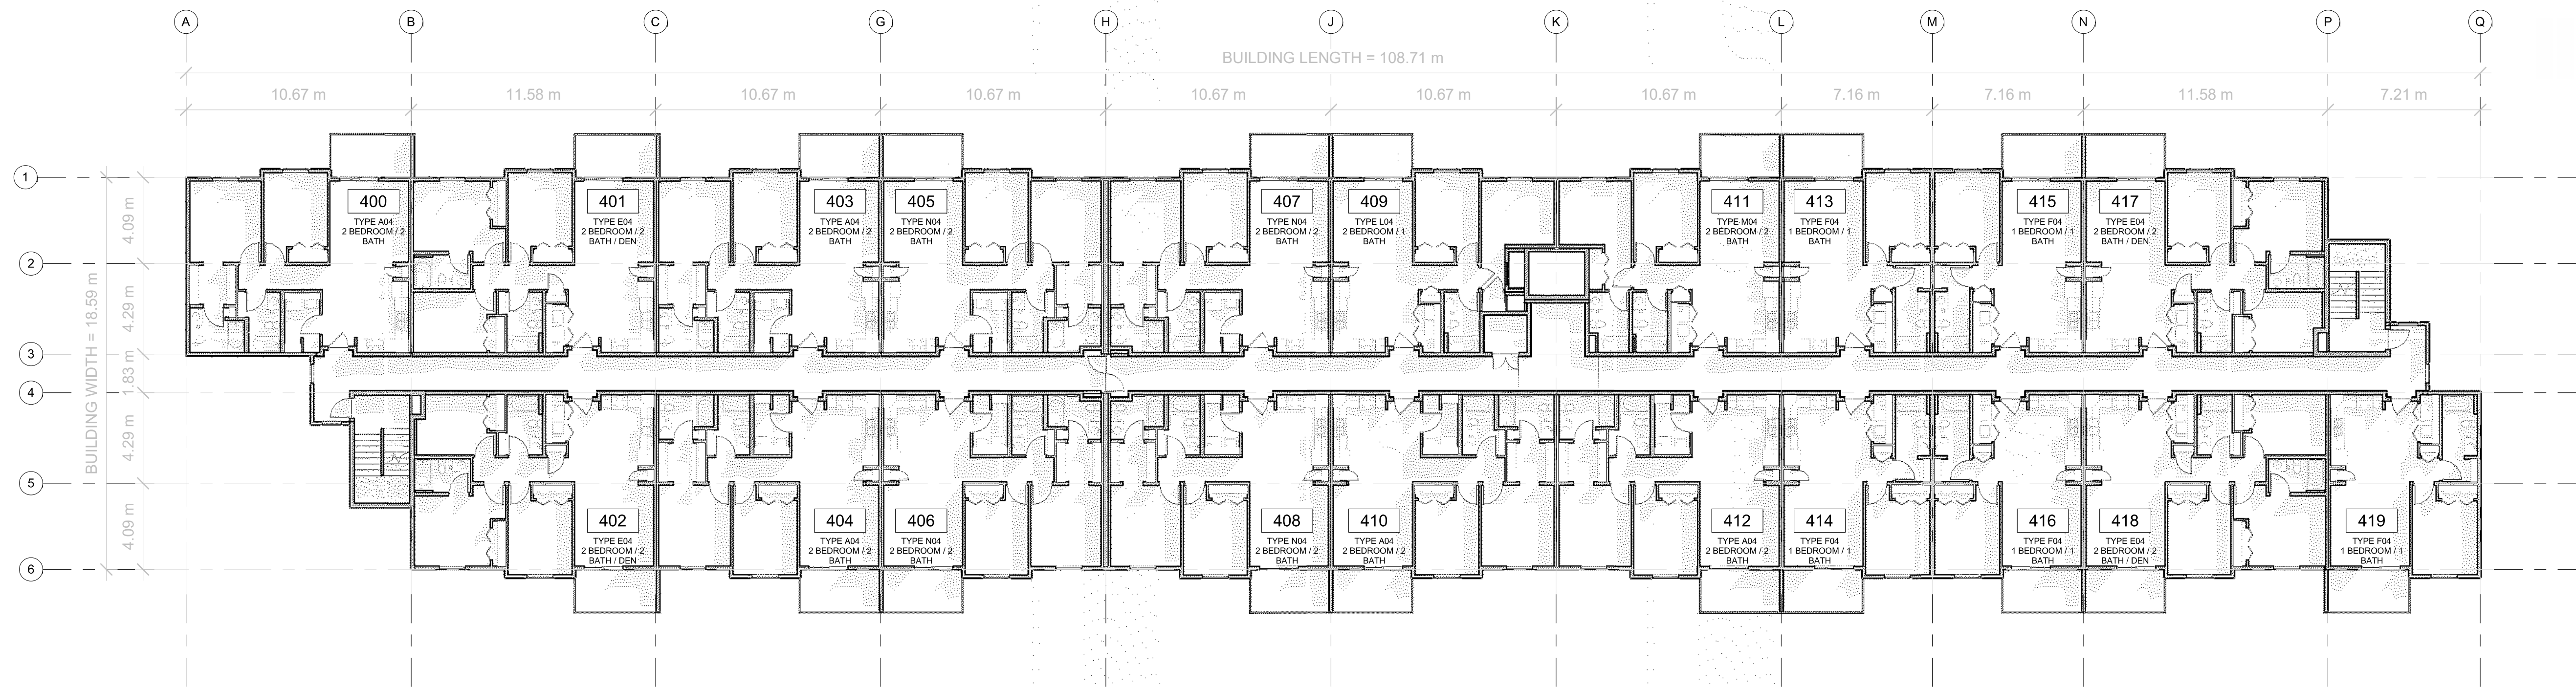 A B C G H J K L M N P Q
BUILDING LENGTH = 108.71 m
10.67 m 11.58 m 10.67 m 10.67 m 10.67 m 10.67 m 10.67 m 7.16 m 7.16 m 11.58 m 7.21 m
1
2
3
4
5
6
BUILDING WIDTH = 18.59 m
4.09 m
4.29 m
1.83 m
4.29 m
4.09 m
400
TYPE A04
2 BEDROOM / 2
BATH
401
TYPE E04
2 BEDROOM / 2
BATH / DEN
403
TYPE A04
2 BEDROOM / 2
BATH
405
TYPE N04
2 BEDROOM / 2
BATH
407
TYPE N04
2 BEDROOM / 2
BATH
409
TYPE L04
2 BEDROOM / 1
BATH
411
TYPE M04
2 BEDROOM / 2
BATH
413
TYPE F04
1 BEDROOM / 1
BATH
415
TYPE F04
1 BEDROOM / 1
BATH
417
TYPE E04
2 BEDROOM / 2
BATH / DEN
402
TYPE E04
2 BEDROOM / 2
BATH / DEN
404
TYPE A04
2 BEDROOM / 2
BATH
406
TYPE N04
2 BEDROOM / 2
BATH
408
TYPE N04
2 BEDROOM / 2
BATH
410
TYPE A04
2 BEDROOM / 2
BATH
412
TYPE A04
2 BEDROOM / 2
BATH
414
TYPE F04
1 BEDROOM / 1
BATH
416
TYPE F04
1 BEDROOM / 1
BATH
418
TYPE E04
2 BEDROOM / 2
BATH / DEN
419
TYPE F04
1 BEDROOM / 1
BATH